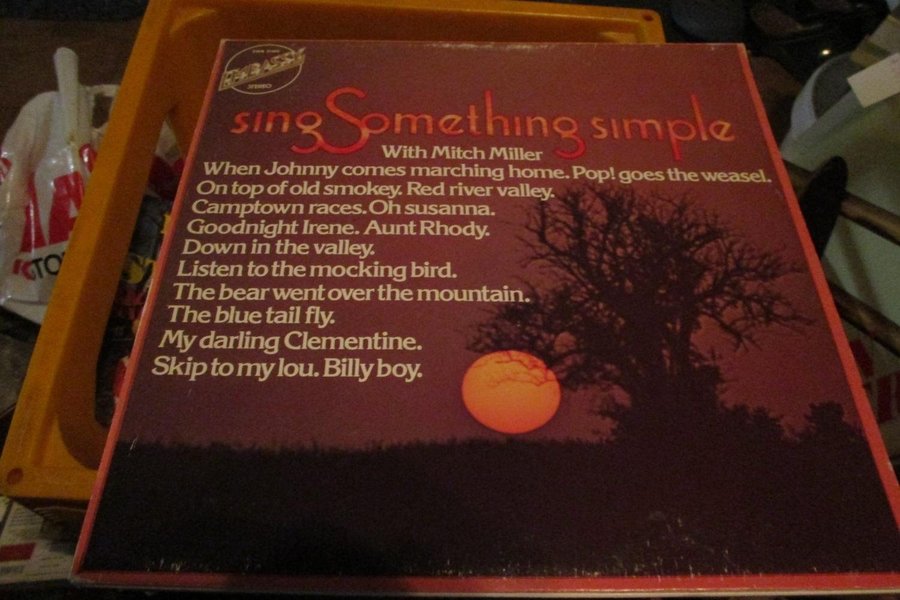 EMBASSY
STEREO
sing Something simple
With Mitch Miller
When Johnny comes marching home. Pop! goes the weasel.
On top of old smokey. Red river valley.
Camptown races. Oh susanna.
Goodnight Irene. Aunt Rhody.
Down in the valley.
Listen to the mocking bird.
The bear went over the mountain.
The blue tail fly.
My darling Clementine.
Skip to my lou. Billy boy.